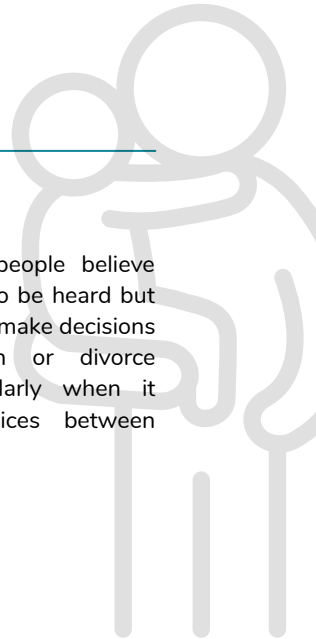 people believe
o be heard but
make decisions
n or divorce
larly when it
ices between